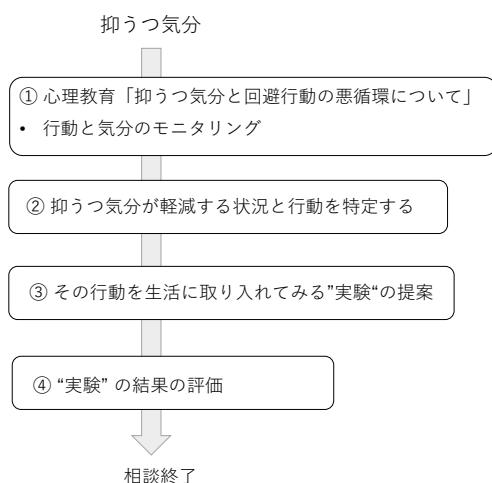 抑うつ気分
① 心理教育「抑うつ気分と回避行動の悪循環について」
• 行動と気分のモニタリング
② 抑うつ気分が軽減する状況と行動を特定する
③ その行動を生活に取り入れてみる”実験“の提案
④ “実験” の結果の評価
相談終了